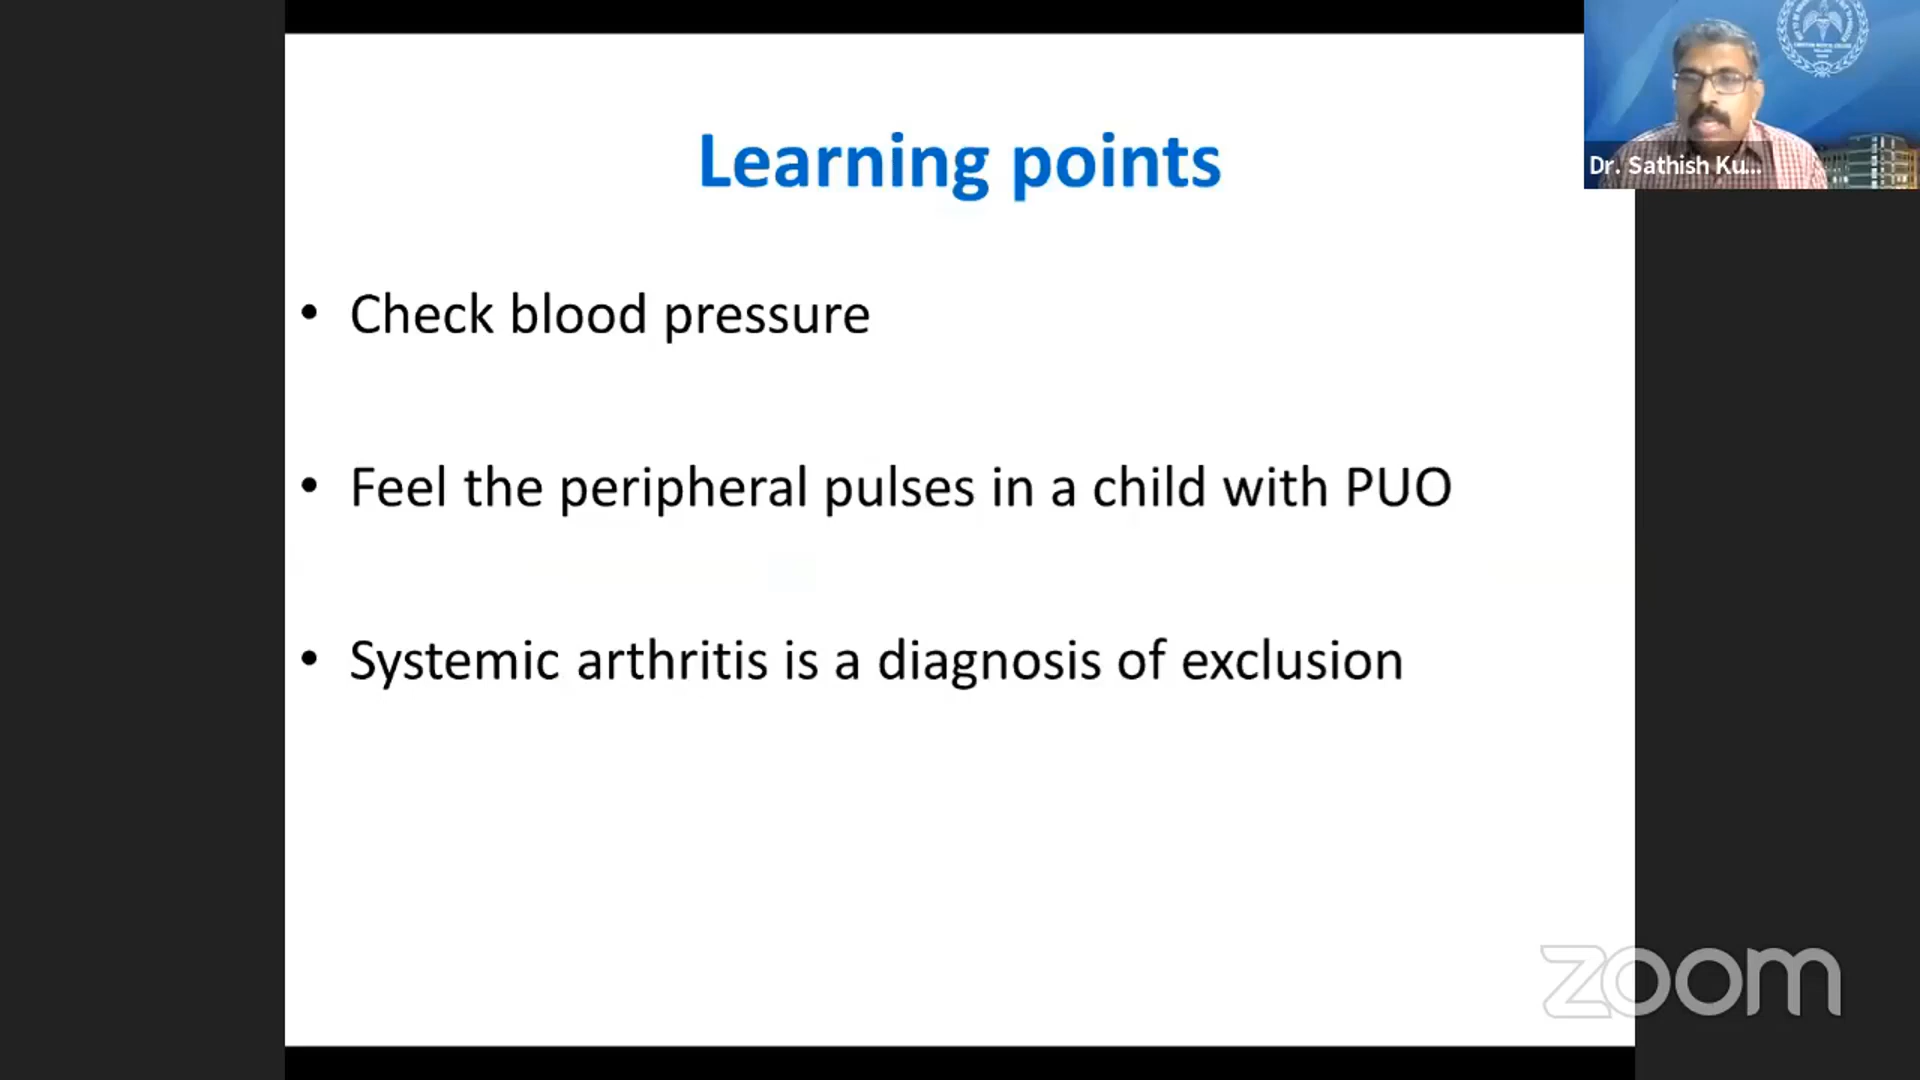 Learning points
• Check blood pressure
• Feel the peripheral pulses in a child with PUO
• Systemic arthritis is a diagnosis of exclusion
Dr. Sathish Ku...
zoom